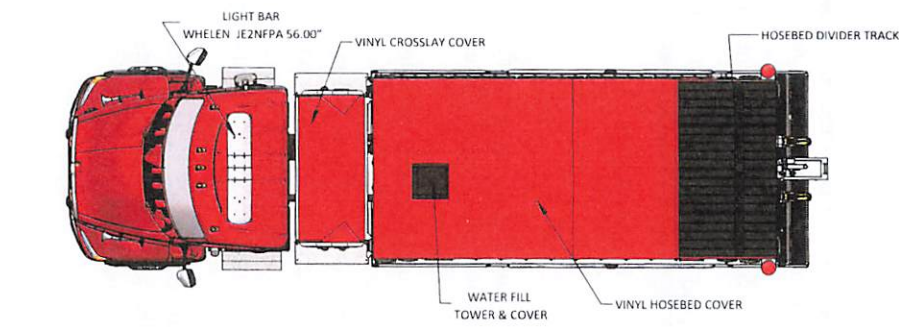 LIGHT BAR
WHELEN JE2NFPA 56.00"
VINYL CROSSLAY COVER
HOSEBED DIVIDER TRACK
WATER FILL
TOWER & COVER
VINYL HOSEBED COVER